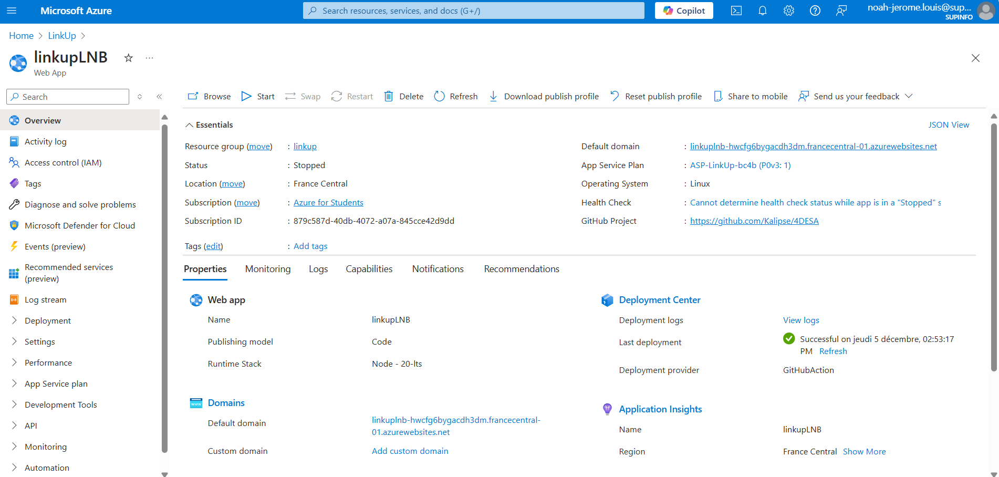 Microsoft Azure
Search resources, services, and docs (G+/)
Copilot
noah-jerome.louis@sup...
SUPINFO
Home > LinkUp >
linkupLNB
Web App
Search
Browse
Start
Swap
Restart
Delete
Refresh
Download publish profile
Reset publish profile
Share to mobile
Send us your feedback
Overview
Activity log
Access control (IAM)
Tags
Diagnose and solve problems
Microsoft Defender for Cloud
Events (preview)
Recommended services
(preview)
Log stream
Deployment
Settings
Performance
App Service plan
Development Tools
API
Monitoring
Automation
Essentials
JSON View
Resource group (move) : linkup
Status : Stopped
Location (move) : France Central
Subscription (move) : Azure for Students
Subscription ID : 879c587d-40db-4072-a07a-845cce42d9dd
Default domain : linkuplnb-hwcfg6bygacdh3dm.francecentral-01.azurewebsites.net
App Service Plan : ASP-LinkUp-bc4b (P0v3: 1)
Operating System : Linux
Health Check : Cannot determine health check status while app is in a "Stopped" s
GitHub Project : https://github.com/Kalipse/4DESA
Tags (edit) : Add tags
Properties
Monitoring
Logs
Capabilities
Notifications
Recommendations
Web app
Name linkupLNB
Publishing model Code
Runtime Stack Node - 20-lts
Domains
Default domain linkuplnb-hwcfg6bygacdh3dm.francecentral-
01.azurewebsites.net
Custom domain Add custom domain
Deployment Center
Deployment logs View logs
Last deployment Successful on jeudi 5 décembre, 02:53:17
PM Refresh
Deployment provider GitHubAction
Application Insights
Name linkupLNB
Region France Central Show More